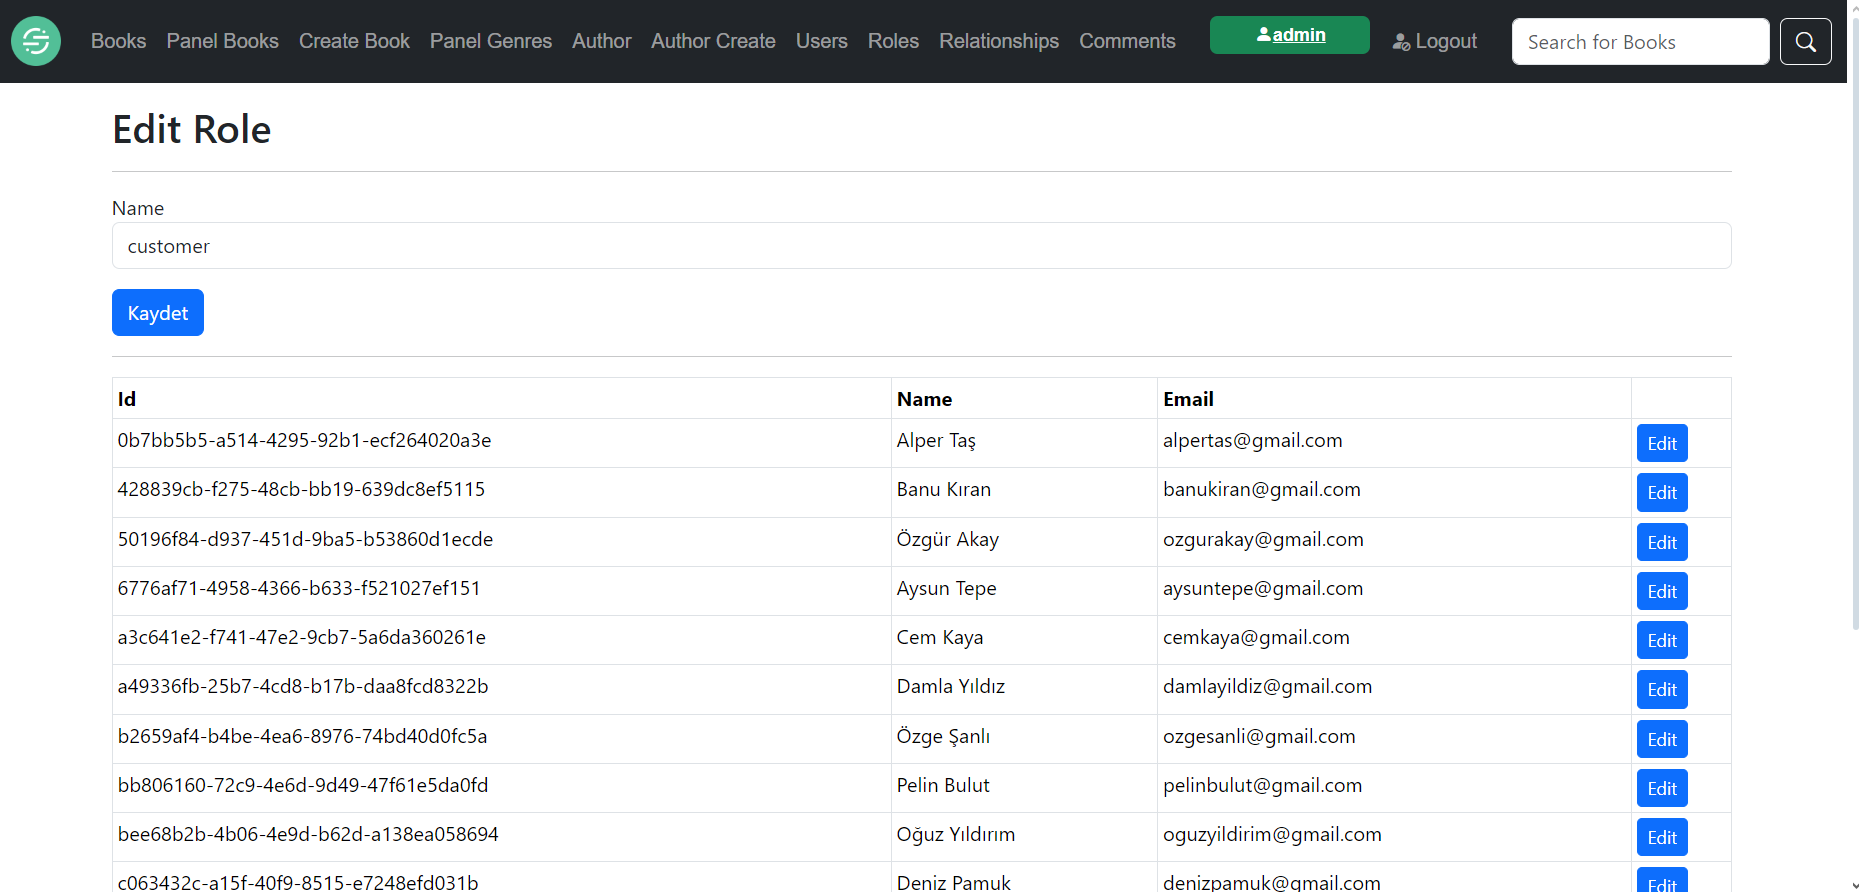 Books Panel Books Create Book Panel Genres Author Author Create Users Roles Relationships Comments admin Logout Search for Books
Edit Role
Name
customer
Kaydet
Id Name Email
0b7bb5b5-a514-4295-92b1-ecf264020a3e Alper Taş alpertas@gmail.com Edit
428839cb-f275-48cb-bb19-639dc8ef5115 Banu Kıran banukiran@gmail.com Edit
50196f84-d937-451d-9ba5-b53860d1ecde Özgür Akay ozgurakay@gmail.com Edit
6776af71-4958-4366-b633-f521027ef151 Aysun Tepe aysuntepe@gmail.com Edit
a3c641e2-f741-47e2-9cb7-5a6da360261e Cem Kaya cemkaya@gmail.com Edit
a49336fb-25b7-4cd8-b17b-daa8fcd8322b Damla Yıldız damlayildiz@gmail.com Edit
b2659af4-b4be-4ea6-8976-74bd40d0fc5a Özge Şanlı ozgesanli@gmail.com Edit
bb806160-72c9-4e6d-9d49-47f61e5da0fd Pelin Bulut pelinbulut@gmail.com Edit
bee68b2b-4b06-4e9d-b62d-a138ea058694 Oğuz Yıldırım oguzyildirim@gmail.com Edit
c063432c-a15f-40f9-8515-e7248efd031b Deniz Pamuk denizpamuk@gmail.com Edit